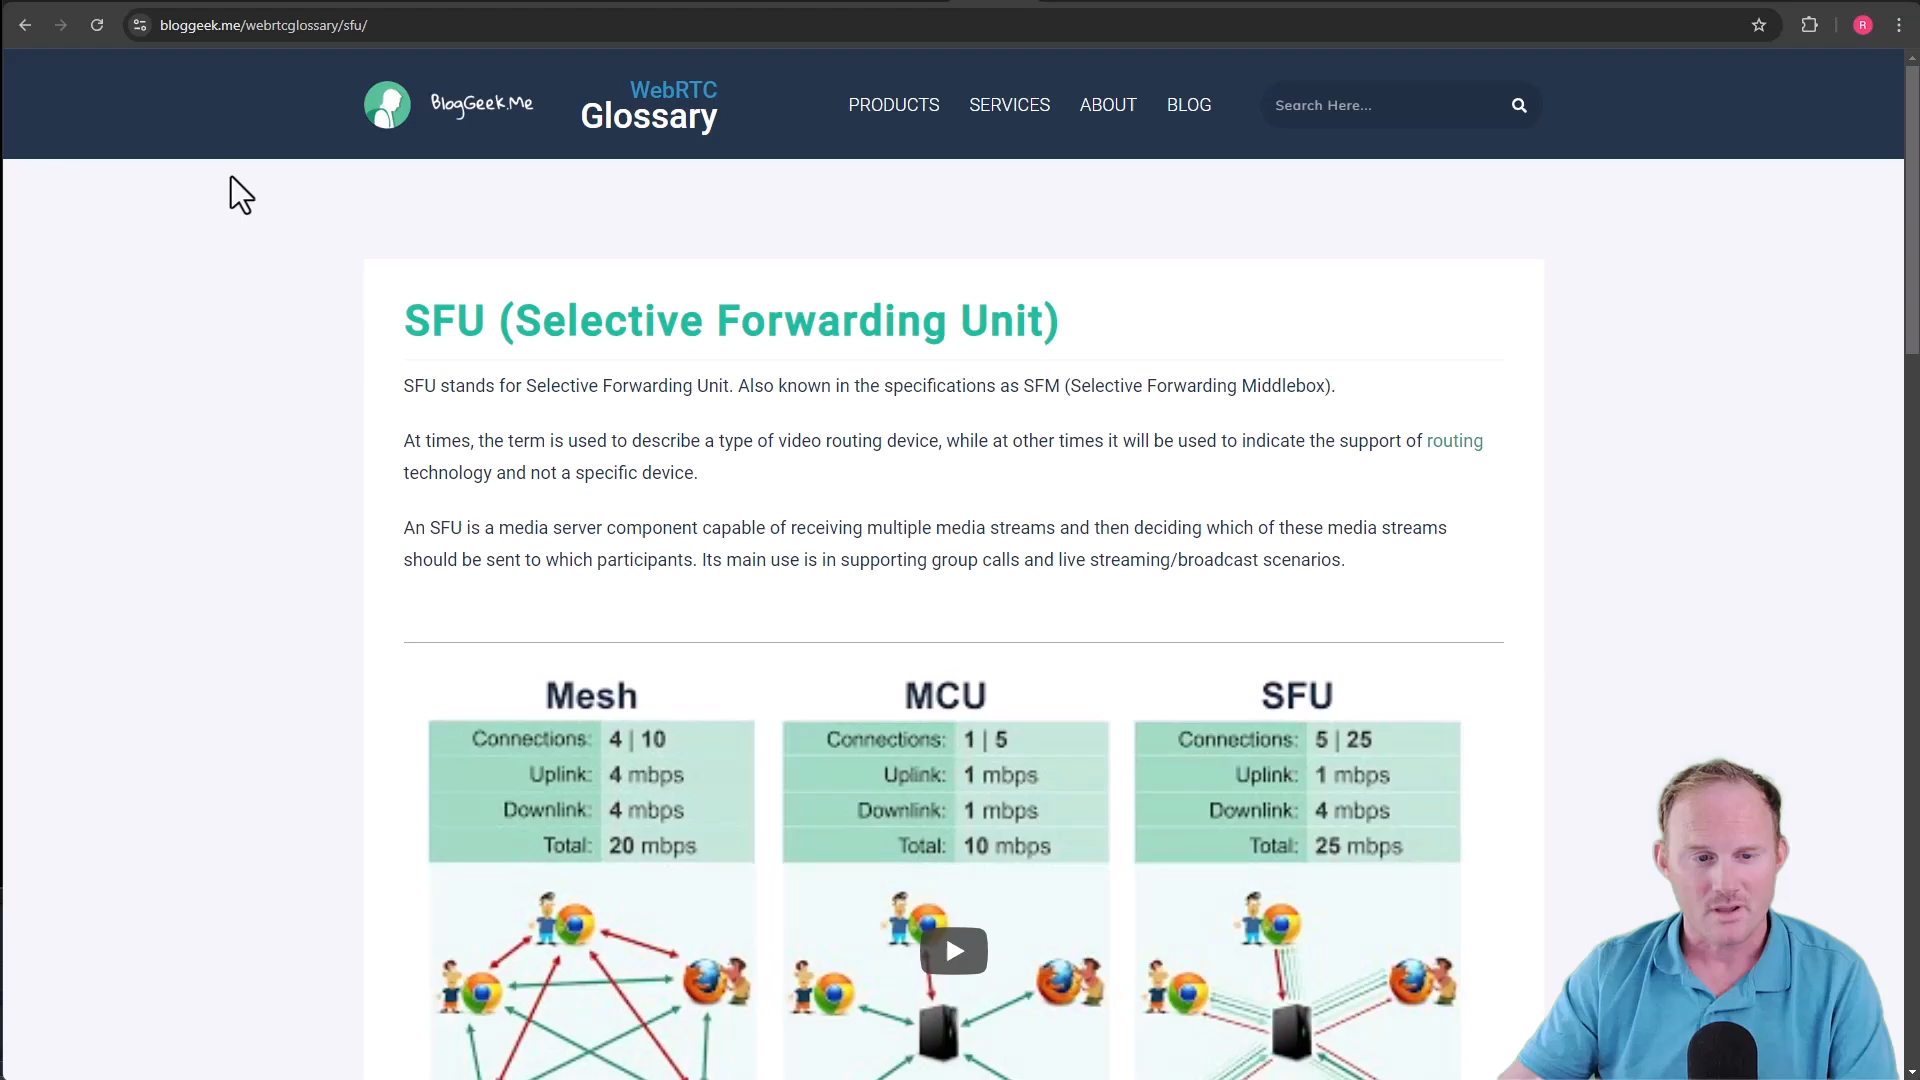 bloggeek.me/webrtcglossary/sfu/
R
BlogGeek.Me
WebRTC
Glossary
PRODUCTS SERVICES ABOUT BLOG
Search Here...
SFU (Selective Forwarding Unit)
SFU stands for Selective Forwarding Unit. Also known in the specifications as SFM (Selective Forwarding Middlebox).
At times, the term is used to describe a type of video routing device, while at other times it will be used to indicate the support of routing
technology and not a specific device.
An SFU is a media server component capable of receiving multiple media streams and then deciding which of these media streams
should be sent to which participants. Its main use is in supporting group calls and live streaming/broadcast scenarios.
Mesh
Connections: 4 | 10
Uplink: 4 mbps
Downlink: 4 mbps
Total: 20 mbps
MCU
Connections: 1 | 5
Uplink: 1 mbps
Downlink: 1 mbps
Total: 10 mbps
SFU
Connections: 5 | 25
Uplink: 1 mbps
Downlink: 4 mbps
Total: 25 mbps